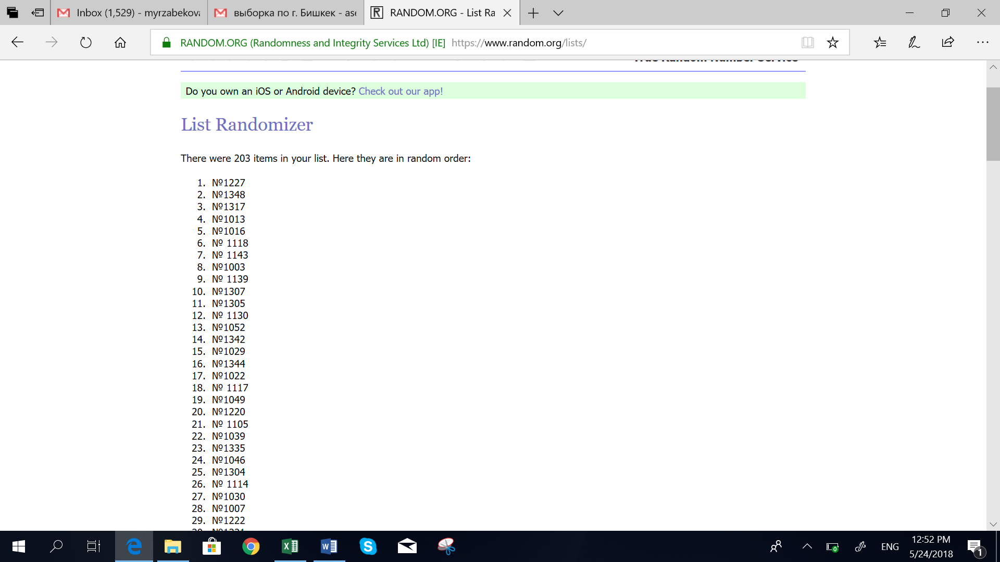 Inbox (1,529) - myrzabekova
выборка по г. Бишкек - ase
RANDOM.ORG - List Ra
RANDOM.ORG (Randomness and Integrity Services Ltd) [IE] https://www.random.org/lists/
True Random Number Service
Do you own an iOS or Android device? Check out our app!
List Randomizer
There were 203 items in your list. Here they are in random order:
1. №1227
2. №1348
3. №1317
4. №1013
5. №1016
6. № 1118
7. № 1143
8. №1003
9. № 1139
10. №1307
11. №1305
12. № 1130
13. №1052
14. №1342
15. №1029
16. №1344
17. №1022
18. № 1117
19. №1049
20. №1220
21. № 1105
22. №1039
23. №1335
24. №1046
25. №1304
26. № 1114
27. №1030
28. №1007
29. №1222
ENG
12:52 PM
5/24/2018
1